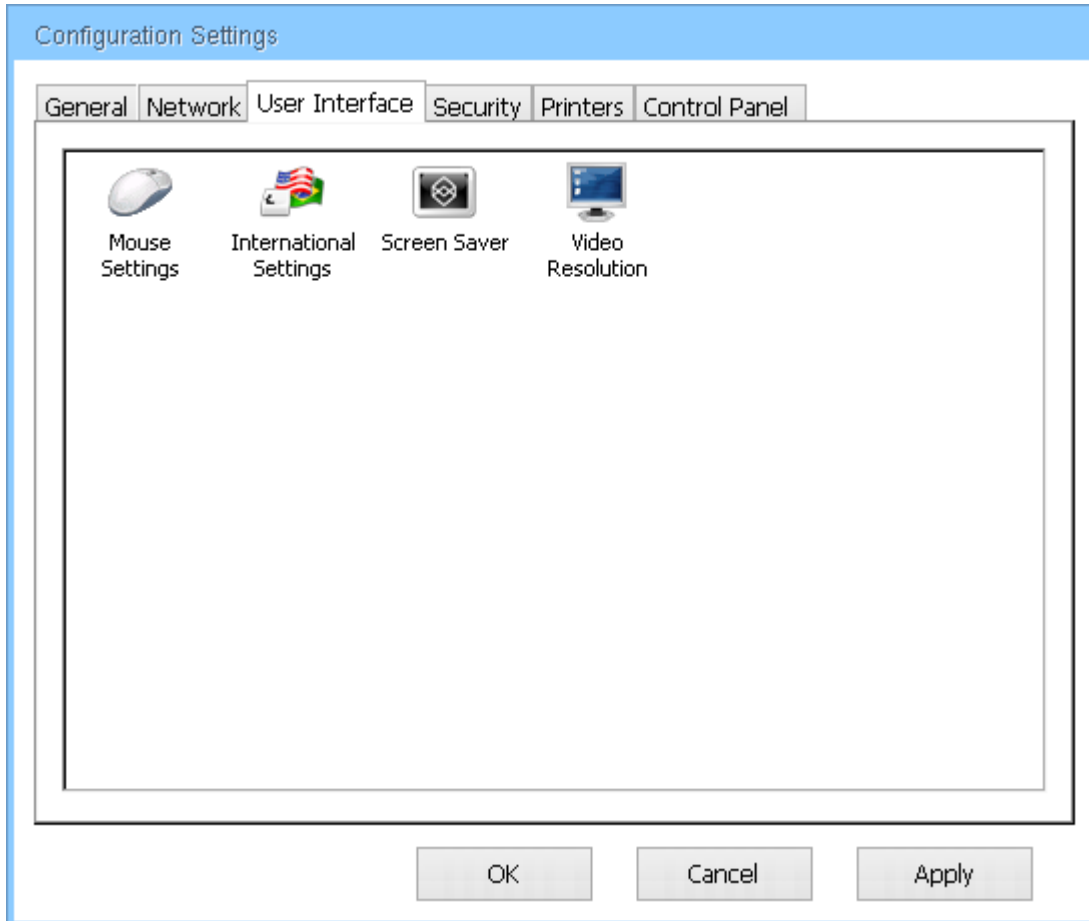 Configuration Settings
General Network User Interface Security Printers Control Panel
Mouse Settings
International Settings
Screen Saver
Video Resolution
OK Cancel Apply